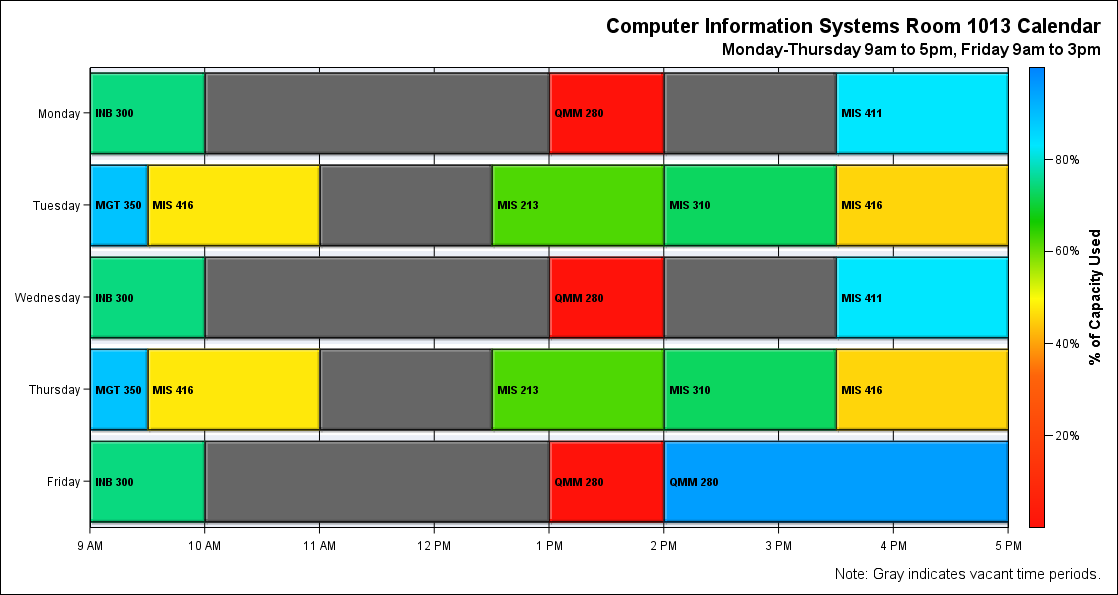 Computer Information Systems Room 1013 Calendar
Monday-Thursday 9am to 5pm, Friday 9am to 3pm
Monday
INB 300
QMM 280
MIS 411
Tuesday
MGT 350
MIS 416
MIS 213
MIS 310
MIS 416
Wednesday
INB 300
QMM 280
MIS 411
Thursday
MGT 350
MIS 416
MIS 213
MIS 310
MIS 416
Friday
INB 300
QMM 280
QMM 280
9 AM
10 AM
11 AM
12 PM
1 PM
2 PM
3 PM
4 PM
5 PM
80%
60%
40%
20%
% of Capacity Used
Note: Gray indicates vacant time periods.